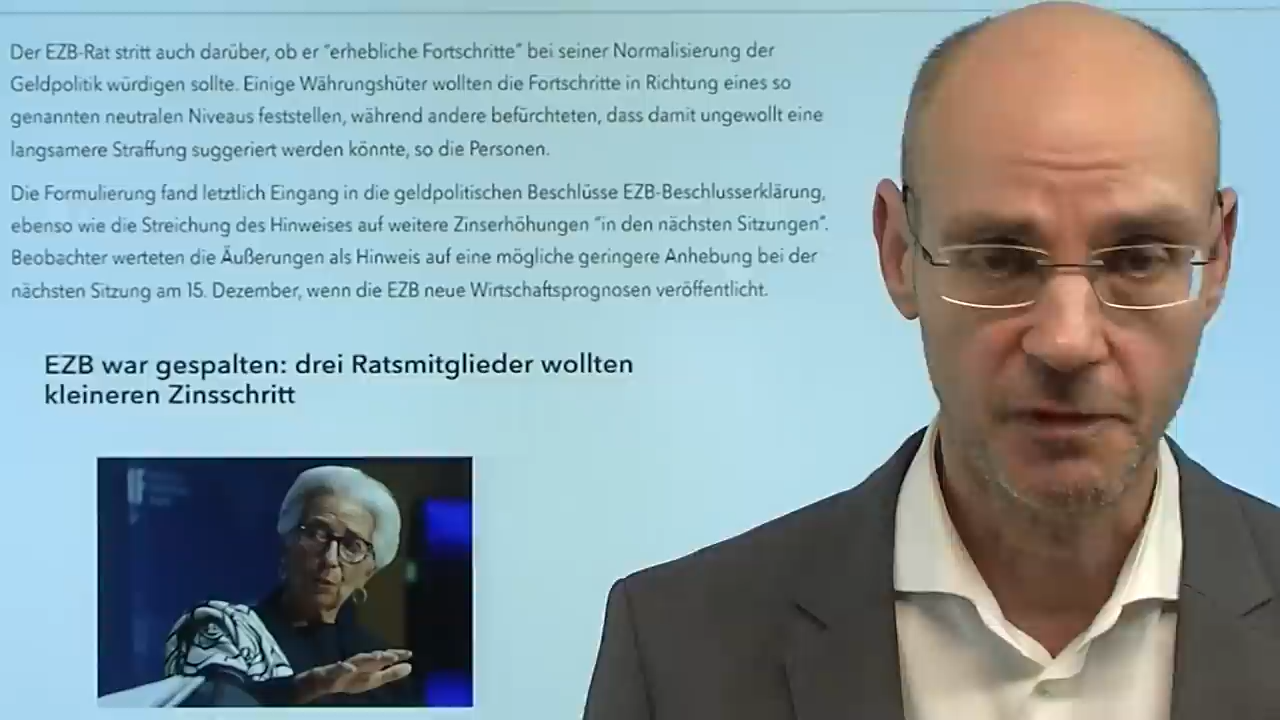 Der EZB-Rat stritt auch darüber, ob er "erhebliche Fortschritte" bei seiner Normalisierung der
Geldpolitik würdigen sollte. Einige Währungshüter wollten die Fortschritte in Richtung eines so
genannten neutralen Niveaus feststellen, während andere befürchteten, dass damit ungewollt eine
langsamere Straffung suggeriert werden könnte, so die Personen.
Die Formulierung fand letztlich Eingang in die geldpolitischen Beschlüsse EZB-Beschlusserklärung,
ebenso wie die Streichung des Hinweises auf weitere Zinserhöhungen "in den nächsten Sitzungen".
Beobachter werteten die Äußerungen als Hinweis auf eine mögliche geringere Anhebung bei der
nächsten Sitzung am 15. Dezember, wenn die EZB neue Wirtschaftsprognosen veröffentlicht.
EZB war gespalten: drei Ratsmitglieder wollten
kleineren Zinsschritt